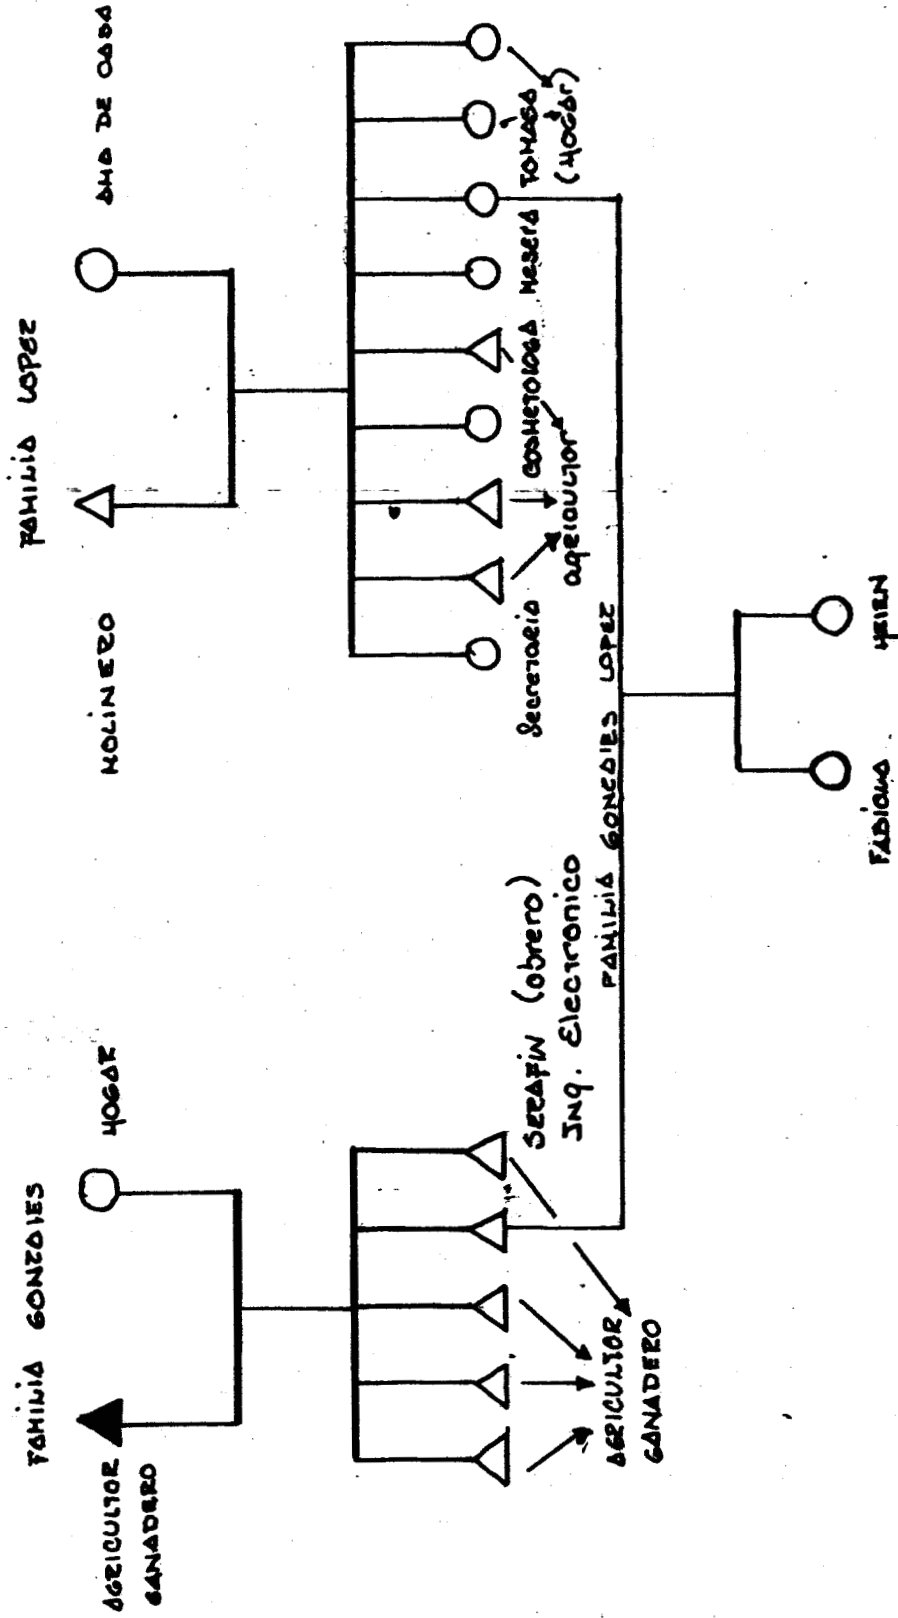 FAMILIA GONZAlES
FAMILIA LOPEZ
AGRICULTOR
GANADERO
HOGAR
MOLINERO
AMA DE CASA
SERAFIN (obrero)
Ing. Electronico
Secretaria
agricultor
COSMETOLOGA
MESERA
TOMASA
(HOGAR)
AGRICULTOR
GANADERO
FAMILIA GONZAlES LOPEZ
FABIOLA
HElEN